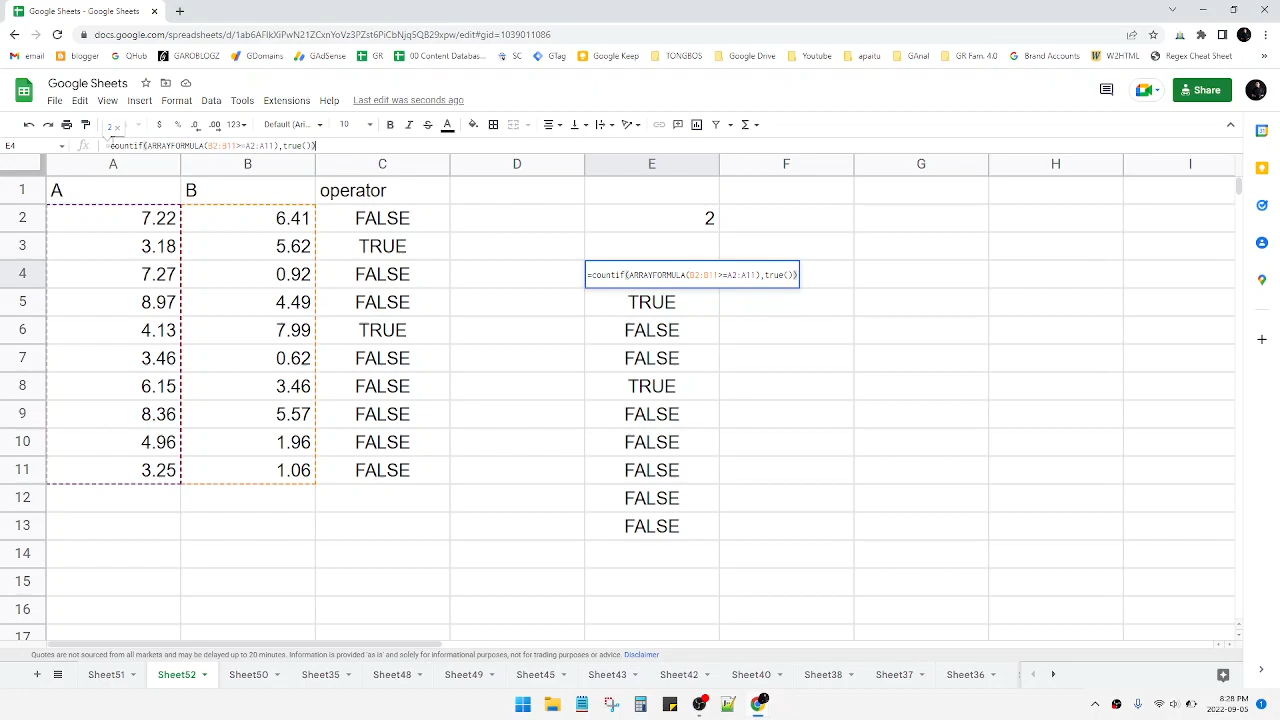 Google Sheets - Google Sheets
docs.google.com/spreadsheets/d/1ab6AFlkXiPwN21ZCxnYoVz3PZst6PiCbNjq5QB29xpw/edit#gid=1039011066
email blogger QHub GAROBLOGZ GDomains GAdSense GR 00 Content Databas... SC GTag Google Keep TONGBOS Google Drive Youtube apaitu GAnal GR Fam. 4.0 Brand Accounts W2HTML Regex Cheat Sheet
Google Sheets
File Edit View Insert Format Data Tools Extensions Help Last edit was seconds ago
Share
2 × $ % .0 .00 123 Default (Ari... 10 B I S A
E4 fx =countif(ARRAYFORMULA(B2:B11>=A2:A11),true())
A B C D E F G H I
1 A B operator
2 7.22 6.41 FALSE 2
3 3.18 5.62 TRUE
4 7.27 0.92 FALSE =countif(ARRAYFORMULA(B2:B11>=A2:A11),true())
5 8.97 4.49 FALSE TRUE
6 4.13 7.99 TRUE FALSE
7 3.46 0.62 FALSE FALSE
8 6.15 3.46 FALSE TRUE
9 8.36 5.57 FALSE FALSE
10 4.96 1.96 FALSE FALSE
11 3.25 1.06 FALSE FALSE
12 FALSE
13 FALSE
14
15
16
17
Quotes are not sourced from all markets and may be delayed up to 20 minutes. Information is provided 'as is' and solely for informational purposes, not for trading purposes or advice. Disclaimer
Sheet51 Sheet52 Sheet50 Sheet35 Sheet48 Sheet49 Sheet45 Sheet43 Sheet42 Sheet40 Sheet38 Sheet37 Sheet36
8:28 PM
2022-09-05